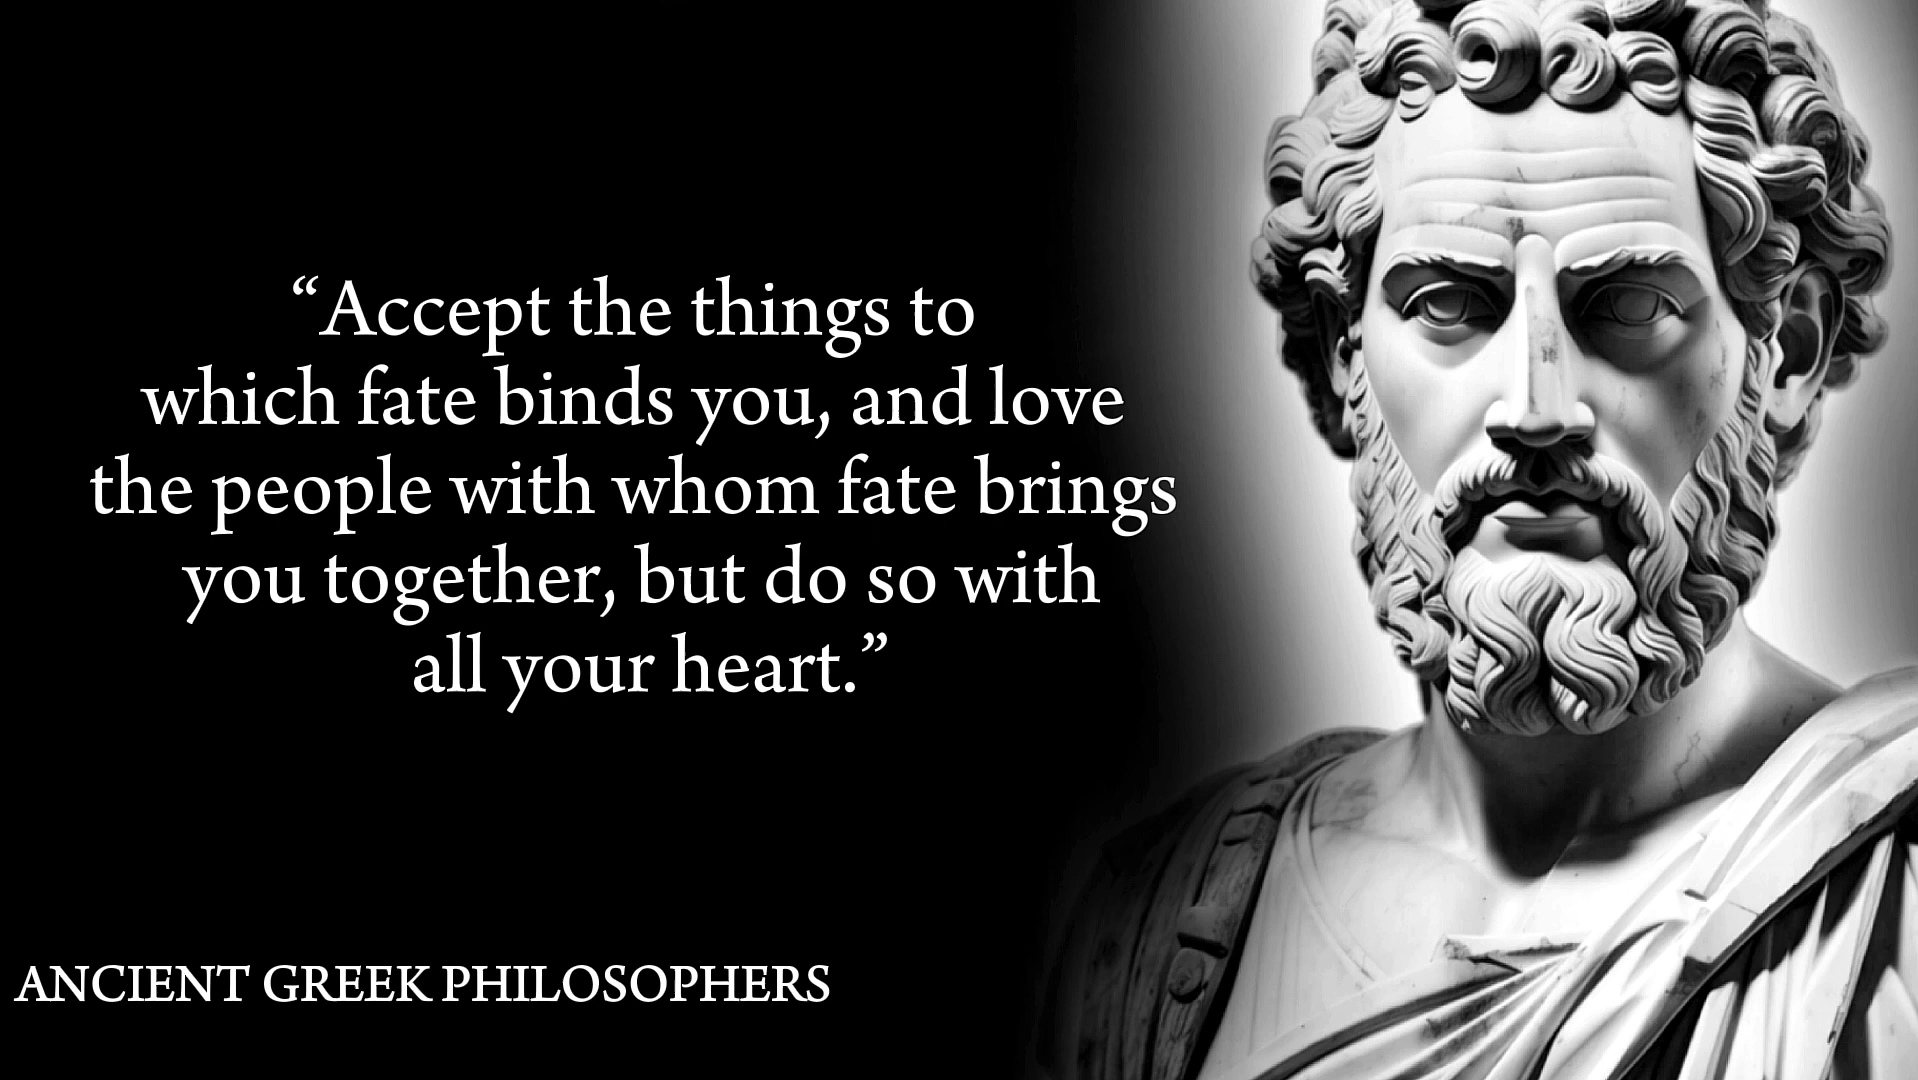 “Accept the things to
which fate binds you, and love
the people with whom fate brings
you together, but do so with
all your heart.”
ANCIENT GREEK PHILOSOPHERS